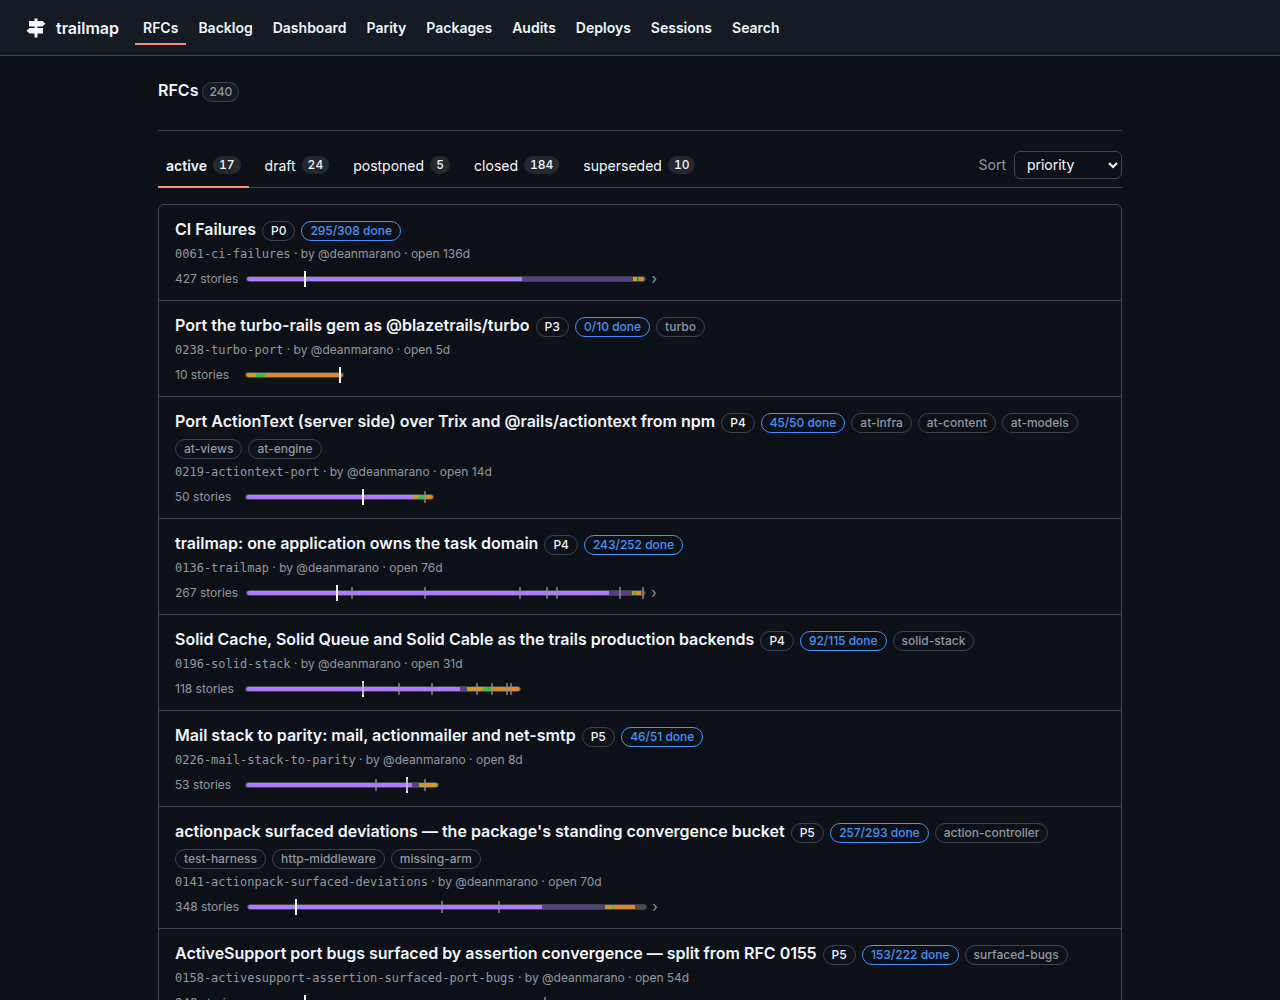 trailmap RFCs Backlog Dashboard Parity Packages Audits Deploys Sessions Search
RFCs 240
active 17 draft 24 postponed 5 closed 184 superseded 10 Sort priority
CI Failures P0 295/308 done
0061-ci-failures · by @deanmarano · open 136d
427 stories ›
Port the turbo-rails gem as @blazetrails/turbo P3 0/10 done turbo
0238-turbo-port · by @deanmarano · open 5d
10 stories
Port ActionText (server side) over Trix and @rails/actiontext from npm P4 45/50 done at-infra at-content at-models
at-views at-engine
0219-actiontext-port · by @deanmarano · open 14d
50 stories
trailmap: one application owns the task domain P4 243/252 done
0136-trailmap · by @deanmarano · open 76d
267 stories ›
Solid Cache, Solid Queue and Solid Cable as the trails production backends P4 92/115 done solid-stack
0196-solid-stack · by @deanmarano · open 31d
118 stories
Mail stack to parity: mail, actionmailer and net-smtp P5 46/51 done
0226-mail-stack-to-parity · by @deanmarano · open 8d
53 stories
actionpack surfaced deviations — the package's standing convergence bucket P5 257/293 done action-controller
test-harness http-middleware missing-arm
0141-actionpack-surfaced-deviations · by @deanmarano · open 70d
348 stories ›
ActiveSupport port bugs surfaced by assertion convergence — split from RFC 0155 P5 153/222 done surfaced-bugs
0158-activesupport-assertion-surfaced-port-bugs · by @deanmarano · open 54d